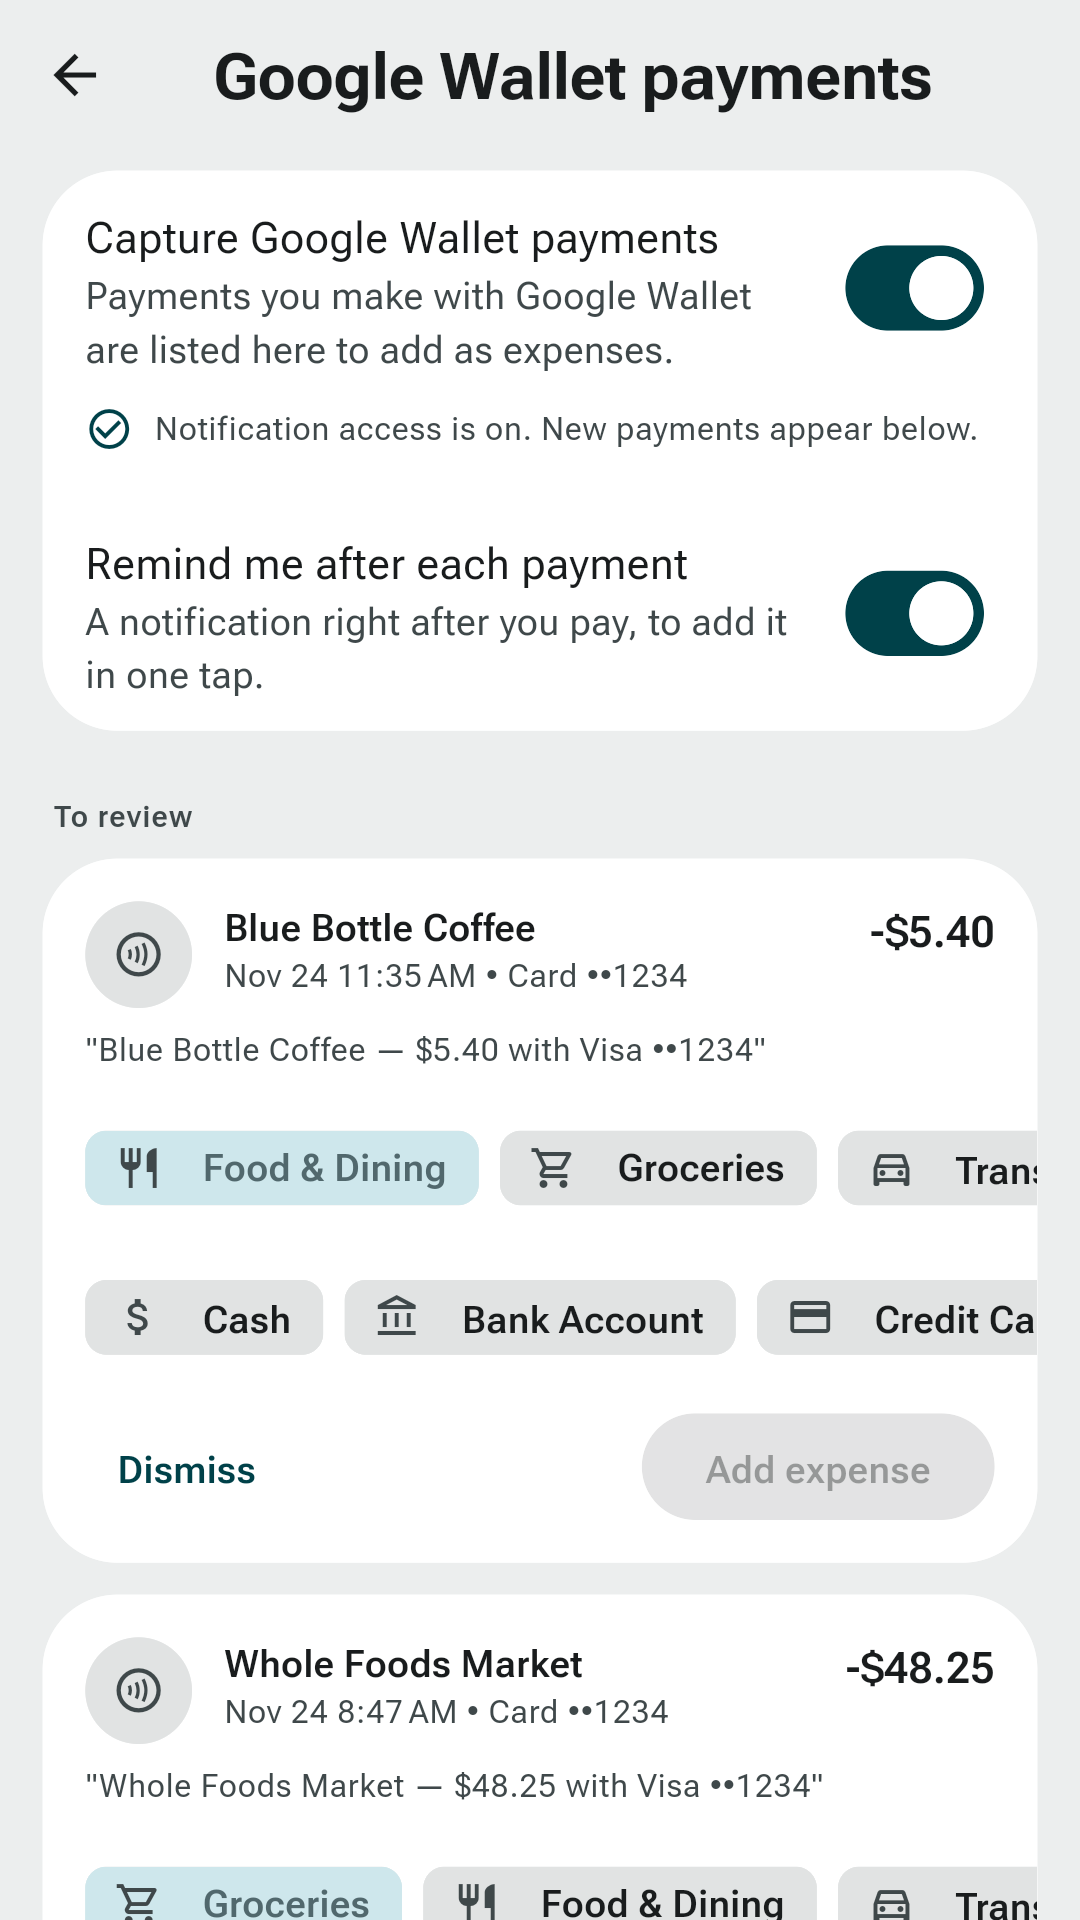 Google Wallet payments
Capture Google Wallet payments
Payments you make with Google Wallet
are listed here to add as expenses.
Notification access is on. New payments appear below.
Remind me after each payment
A notification right after you pay, to add it
in one tap.
To review
Blue Bottle Coffee
-$5.40
Nov 24 11:35 AM • Card ••1234
"Blue Bottle Coffee — $5.40 with Visa ••1234"
Food & Dining
Groceries
Trans
Cash
Bank Account
Credit Ca
Dismiss
Add expense
Whole Foods Market
-$48.25
Nov 24 8:47 AM • Card ••1234
"Whole Foods Market — $48.25 with Visa ••1234"
Groceries
Food & Dining
Trans